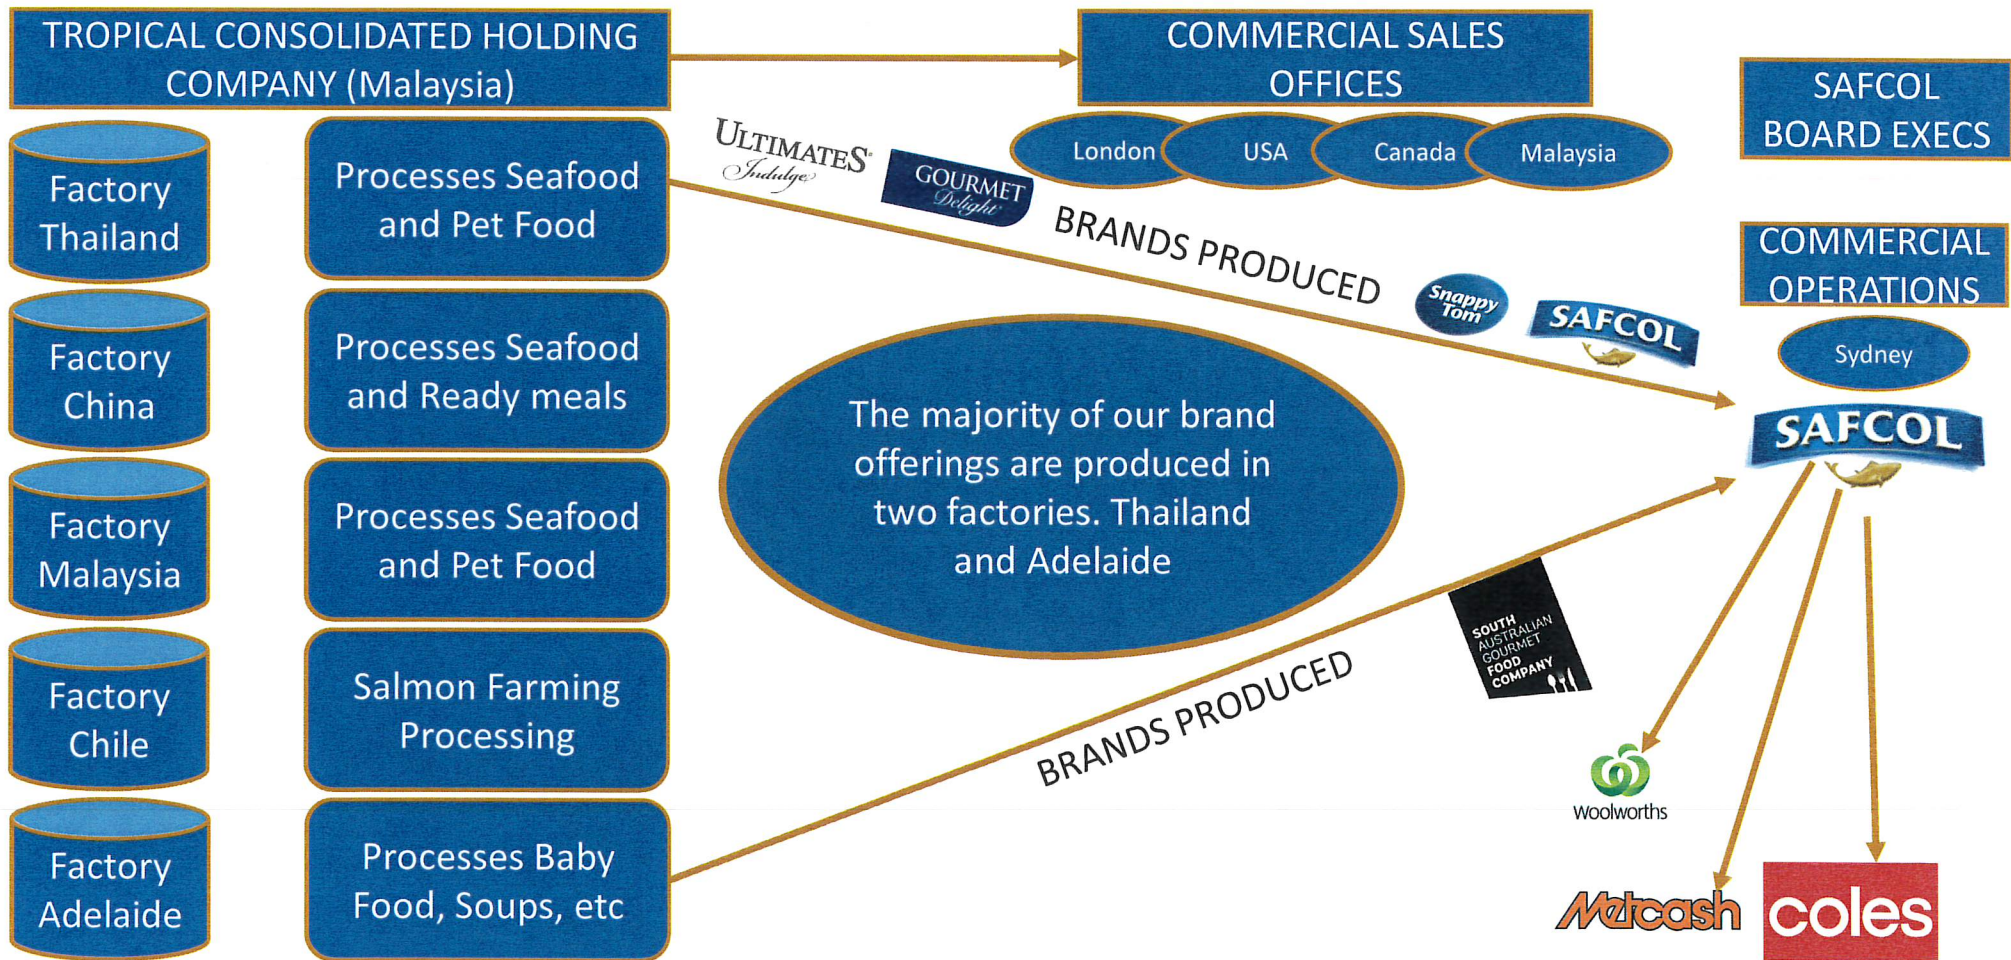 TROPICAL CONSOLIDATED HOLDING
COMPANY (Malaysia)
COMMERCIAL SALES
OFFICES
London
USA
Canada
Malaysia
SAFCOL
BOARD EXECS
COMMERCIAL
OPERATIONS
Sydney
SAFCOL
Factory
Thailand
Processes Seafood
and Pet Food
ULTIMATES
Indulge
GOURMET
Delight
BRANDS PRODUCED
Snappy
Tom
SAFCOL
Factory
China
Processes Seafood
and Ready meals
The majority of our brand
offerings are produced in
two factories. Thailand
and Adelaide
Factory
Malaysia
Processes Seafood
and Pet Food
Factory
Chile
Salmon Farming
Processing
Factory
Adelaide
Processes Baby
Food, Soups, etc
BRANDS PRODUCED
SOUTH
AUSTRALIAN
GOURMET
FOOD
COMPANY
Woolworths
Metcash
coles